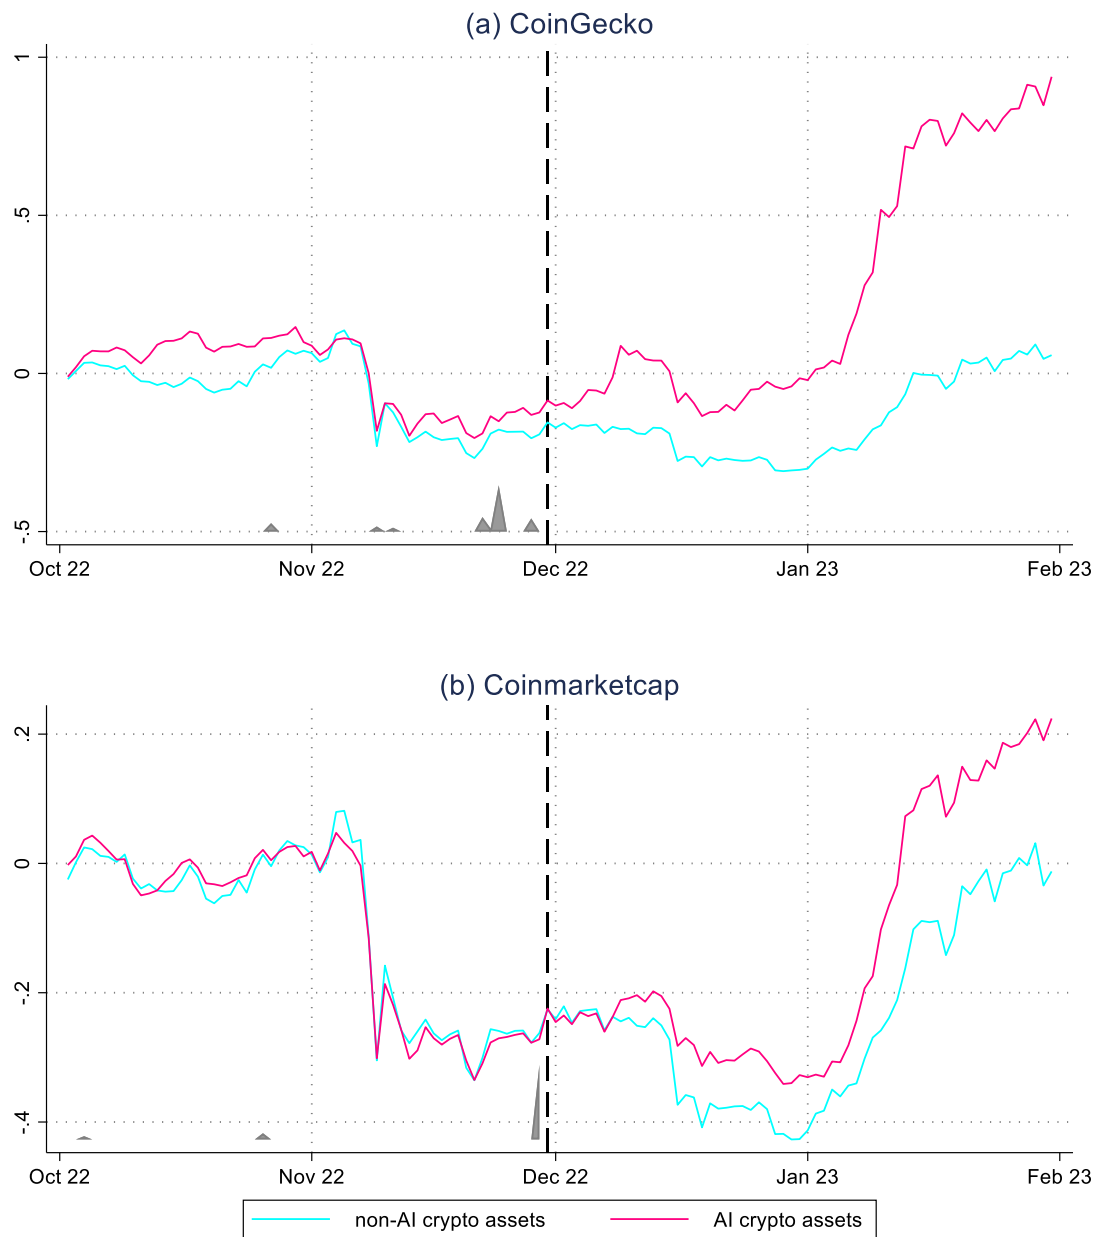 (a) CoinGecko
1
.5
0
-.5
Oct 22 Nov 22 Dec 22 Jan 23 Feb 23
(b) Coinmarketcap
.2
0
-.2
-.4
Oct 22 Nov 22 Dec 22 Jan 23 Feb 23
non-AI crypto assets AI crypto assets